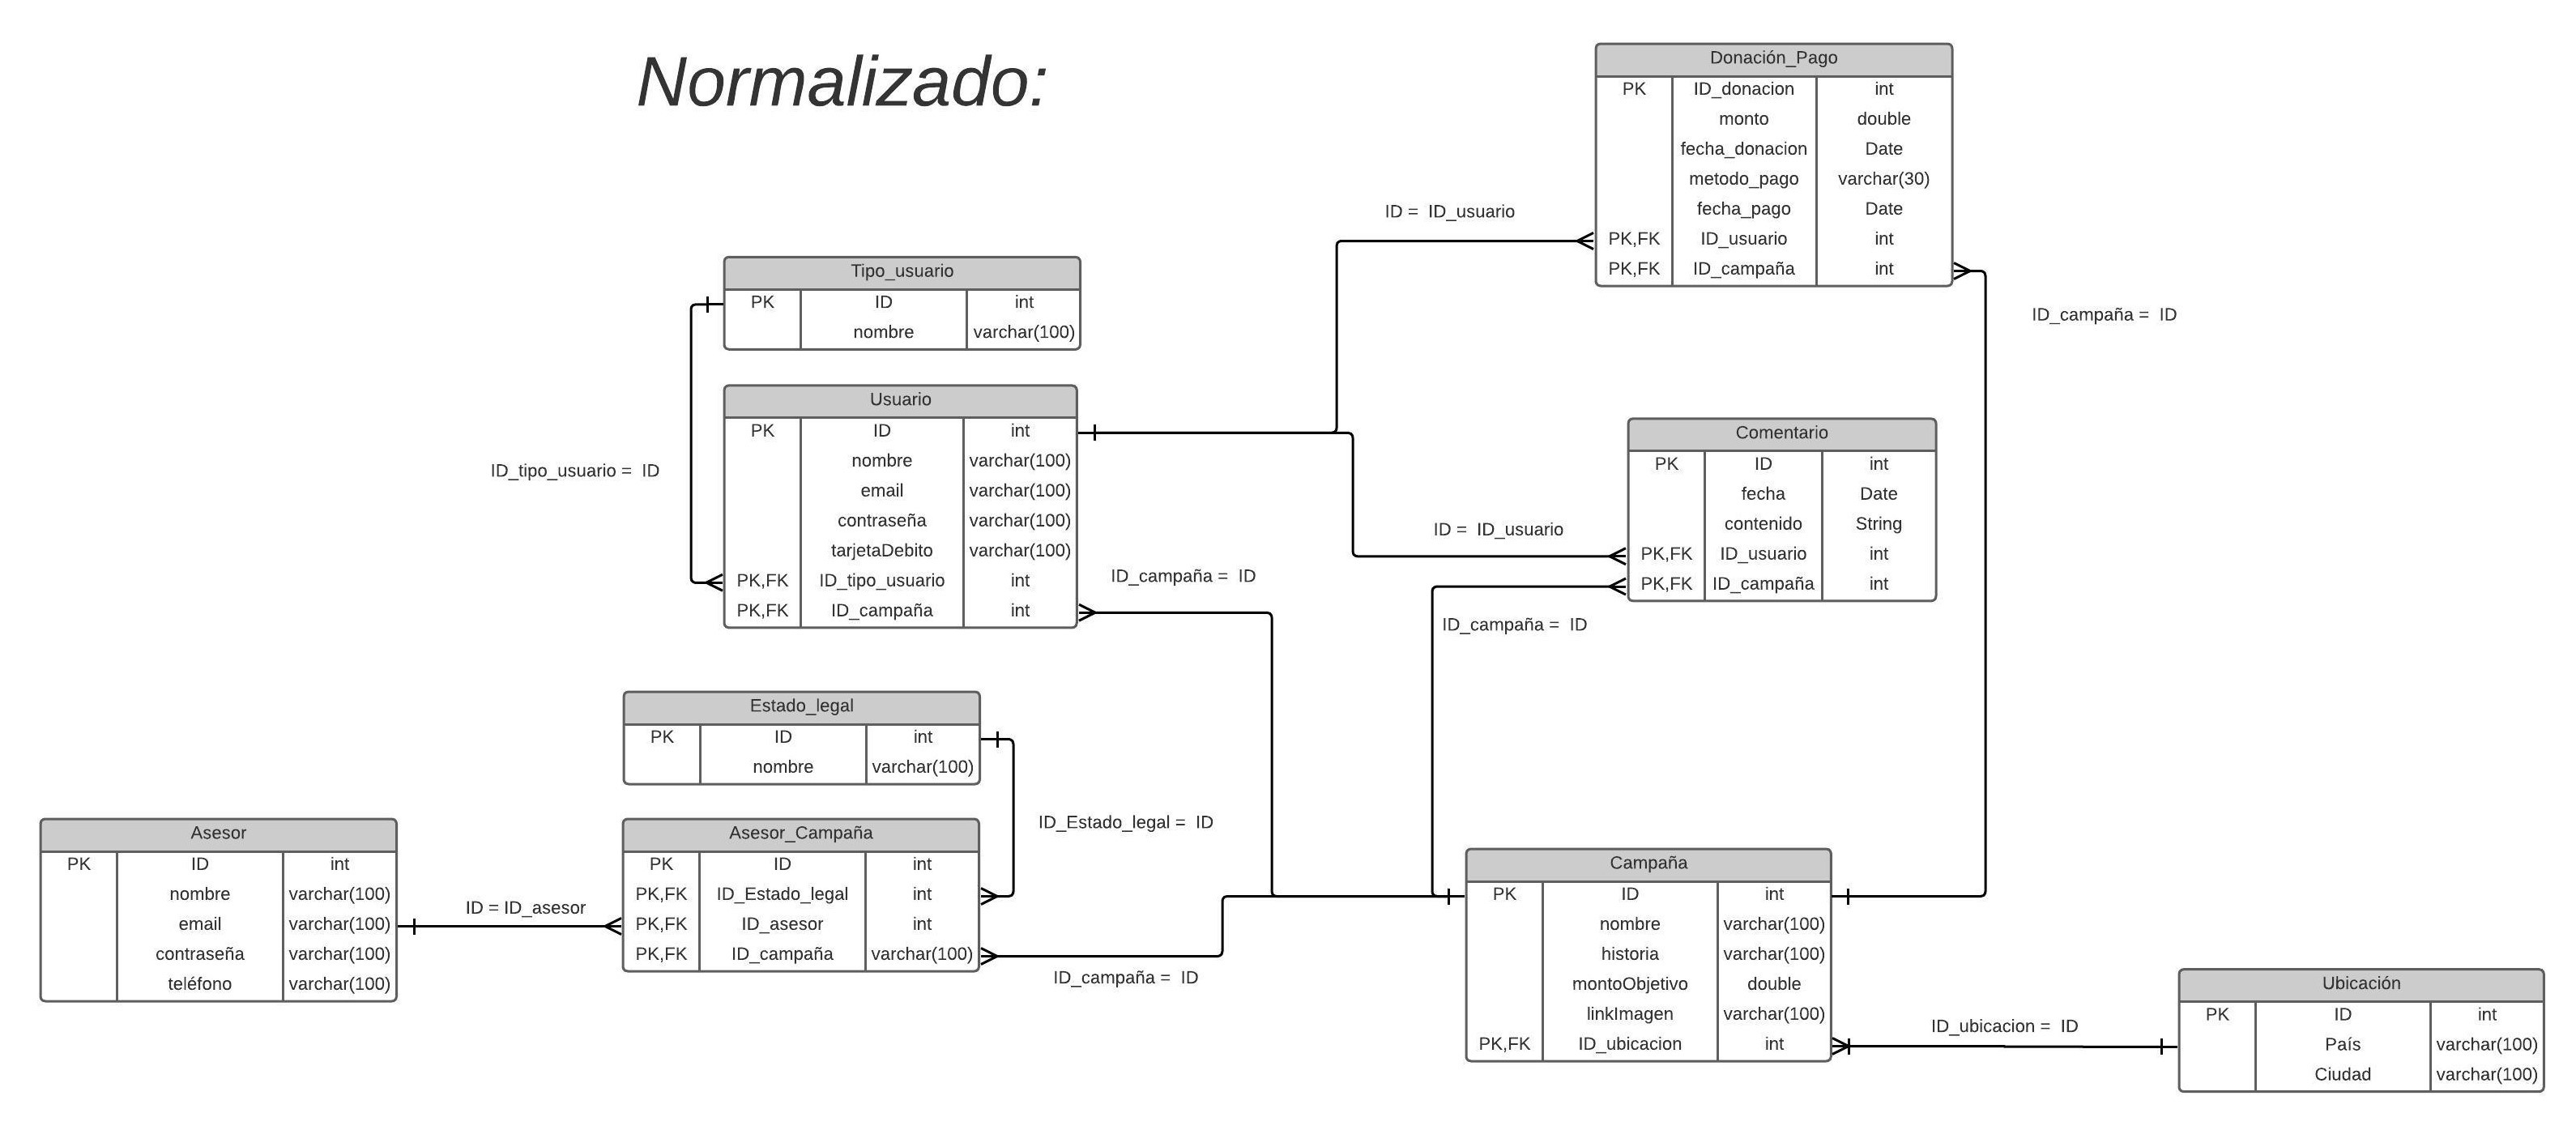 Normalizado:
Donación_Pago
PK ID_donacion int
monto double
fecha_donacion Date
metodo_pago varchar(30)
fecha_pago Date
PK,FK ID_usuario int
PK,FK ID_campaña int
ID = ID_usuario
ID_campaña = ID
Tipo_usuario
PK ID int
nombre varchar(100)
ID_tipo_usuario = ID
Usuario
PK ID int
nombre varchar(100)
email varchar(100)
contraseña varchar(100)
tarjetaDebito varchar(100)
PK,FK ID_tipo_usuario int
PK,FK ID_campaña int
ID_campaña = ID
Comentario
PK ID int
fecha Date
contenido String
PK,FK ID_usuario int
PK,FK ID_campaña int
ID = ID_usuario
ID_campaña = ID
Estado_legal
PK ID int
nombre varchar(100)
ID_Estado_legal = ID
Asesor
PK ID int
nombre varchar(100)
email varchar(100)
contraseña varchar(100)
teléfono varchar(100)
ID = ID_asesor
Asesor_Campaña
PK ID int
PK,FK ID_Estado_legal int
PK,FK ID_asesor int
PK,FK ID_campaña varchar(100)
ID_campaña = ID
Campaña
PK ID int
nombre varchar(100)
historia varchar(100)
montoObjetivo double
linkImagen varchar(100)
PK,FK ID_ubicacion int
ID_ubicacion = ID
Ubicación
PK ID int
País varchar(100)
Ciudad varchar(100)